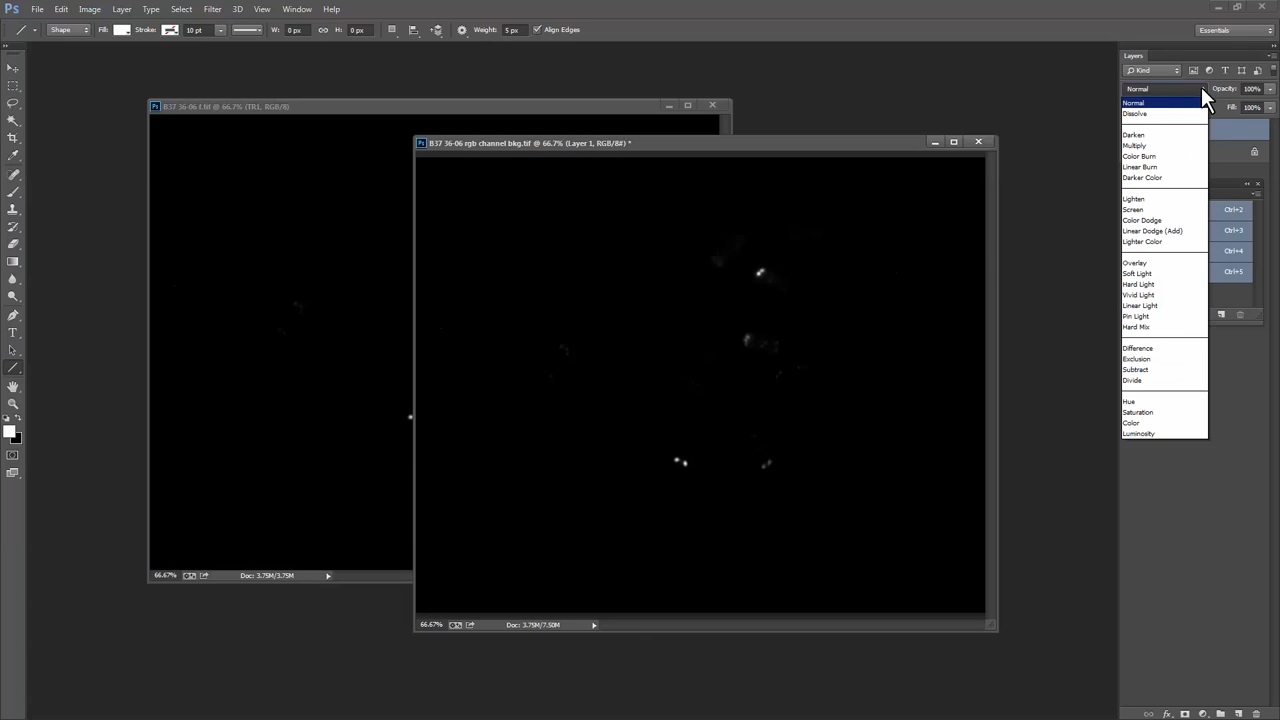 Ps File Edit Image Layer Type Select Filter 3D View Window Help
Shape Fill: Stroke: 10 pt W: 0 px H: 0 px Weight: 5 px Align Edges Essentials
Layers
Kind
Normal Opacity: 100%
Fill: 100%
Normal
Dissolve
Darken
Multiply
Color Burn
Linear Burn
Darker Color
Lighten
Screen
Color Dodge
Linear Dodge (Add)
Lighter Color
Overlay
Soft Light
Hard Light
Vivid Light
Linear Light
Pin Light
Hard Mix
Difference
Exclusion
Subtract
Divide
Hue
Saturation
Color
Luminosity
Ctrl+2
Ctrl+3
Ctrl+4
Ctrl+5
Ps B37 36-06 f.tif @ 66.7% (TR1, RGB/8)
66.67% Doc: 3.75M/3.75M
Ps B37 36-06 rgb channel bkg.tif @ 66.7% (Layer 1, RGB/8#) *
66.67% Doc: 3.75M/7.50M